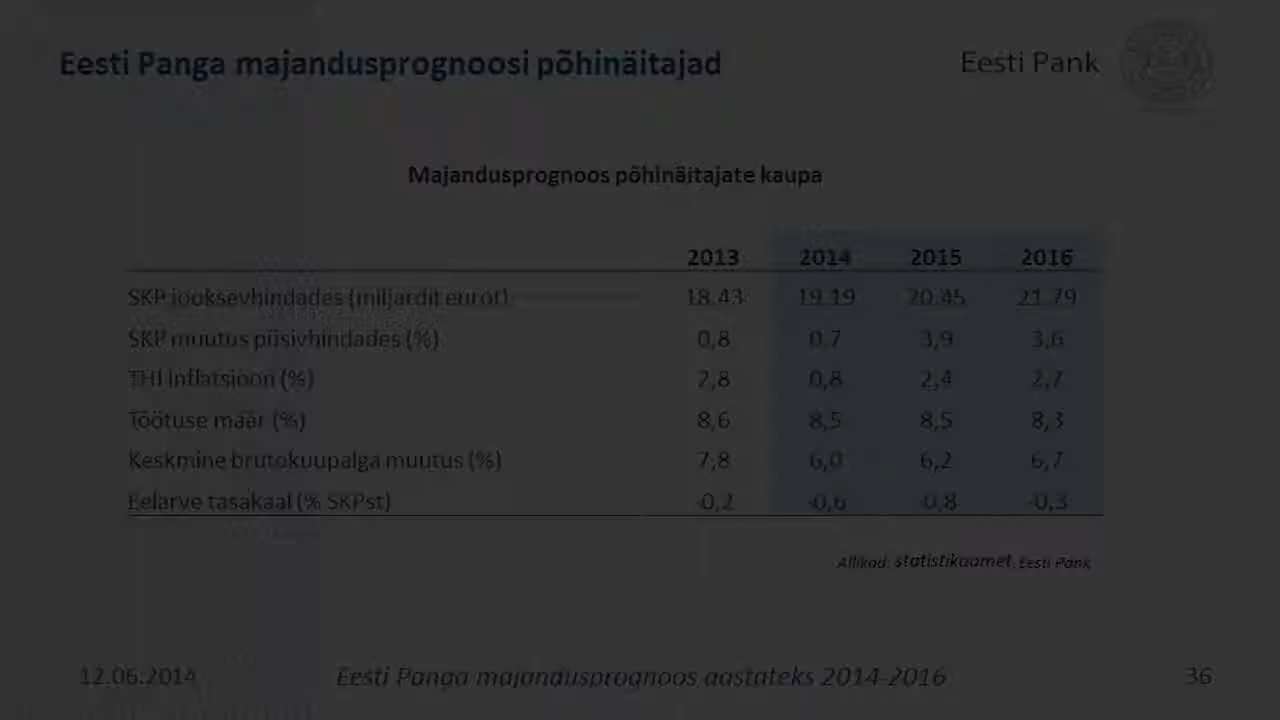 Eesti Panga majandusprognoosi põhinäitajad
Eesti Pank
Majandusprognoos põhinäitajate kaupa
2013 2014 2015 2016
SKP jooksevhindades (miljardit eurot) 18.43 19.19 20.45 21.79
SKP muutus püsivhindades (%) 0,8 0,7 3,9 3,6
THI inflatsioon (%) 2,8 0,8 2,4 2,7
Töötuse määr (%) 8,6 8,5 8,5 8,3
Keskmine brutokuupalga muutus (%) 7,8 6,0 6,2 6,7
Eelarve tasakaal (% SKPst) -0,2 -0,6 -0,8 -0,3
Allikad: statistikaamet, Eesti Pank
12.06.2014 Eesti Panga majandusprognoos aastateks 2014-2016 36